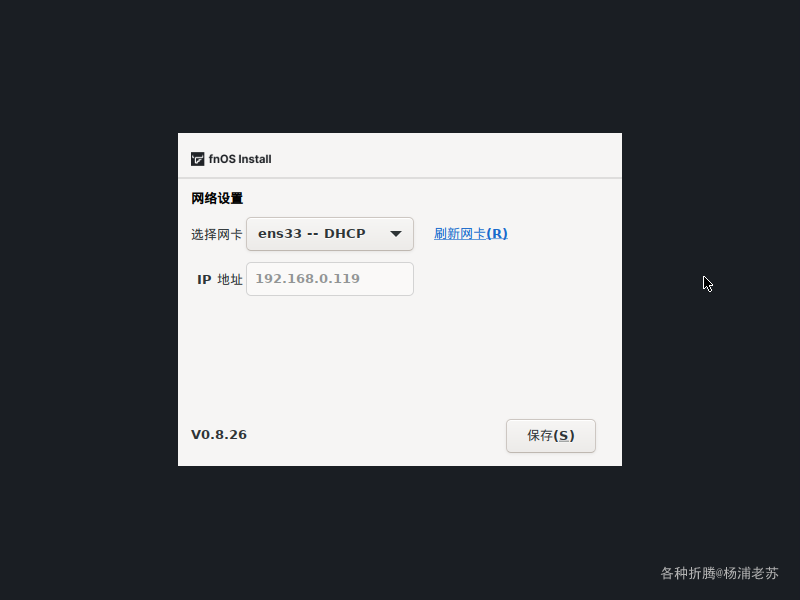 fnOS Install
网络设置
选择网卡 ens33 -- DHCP 刷新网卡(R)
IP 地址 192.168.0.119
V0.8.26 保存(S)
各种折腾@杨浦老苏